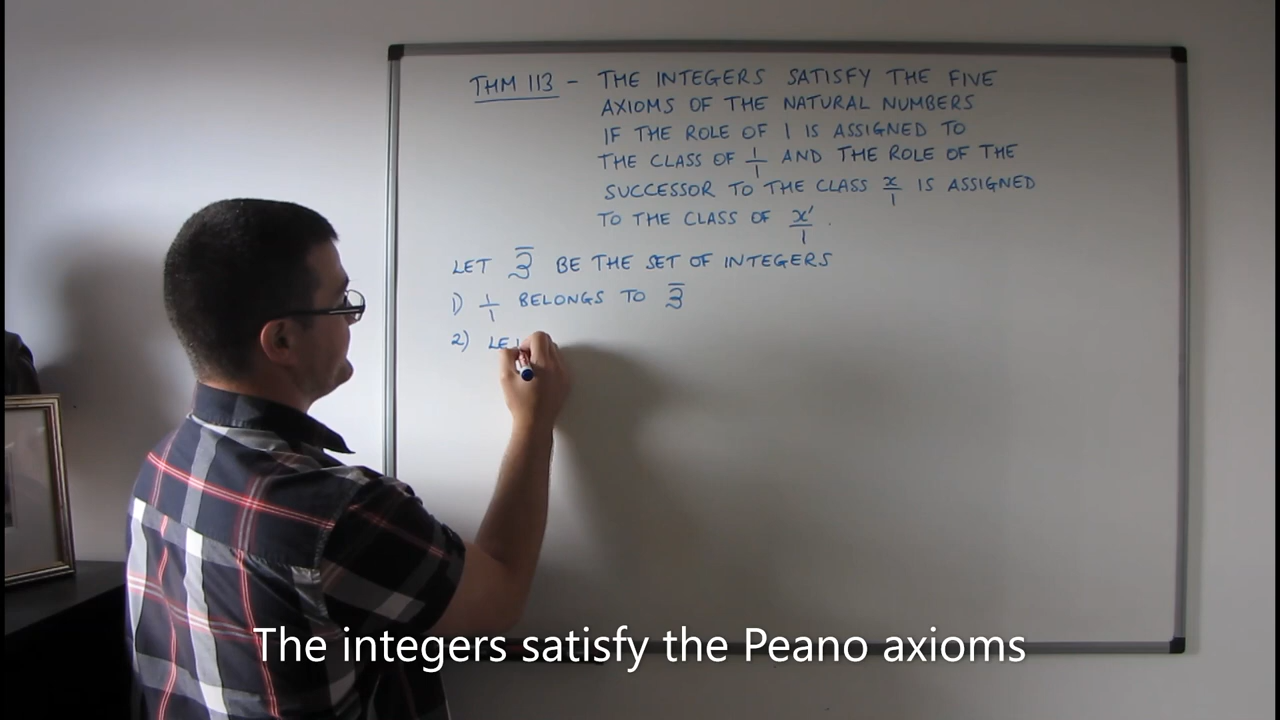 THM 113 - THE INTEGERS SATISFY THE FIVE
AXIOMS OF THE NATURAL NUMBERS
IF THE ROLE OF 1 IS ASSIGNED TO
THE CLASS OF 1/1 AND THE ROLE OF THE
SUCCESSOR TO THE CLASS x/1 IS ASSIGNED
TO THE CLASS OF x'/1 .
LET ℨ̅ BE THE SET OF INTEGERS
1) 1/1 BELONGS TO ℨ̅
2) LET
The integers satisfy the Peano axioms